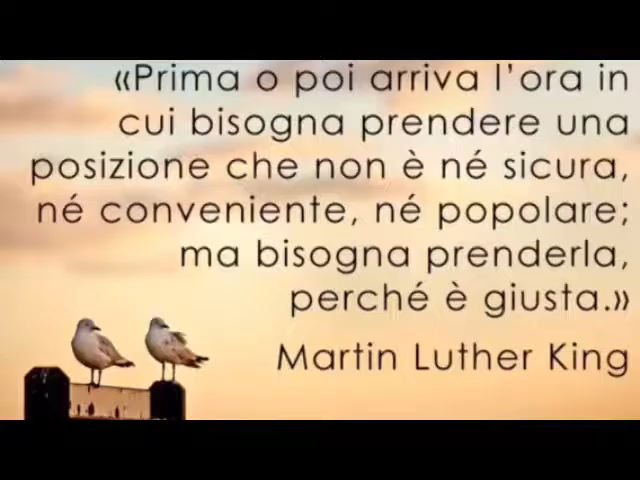 «Prima o poi arriva l’ora in
cui bisogna prendere una
posizione che non è né sicura,
né conveniente, né popolare;
ma bisogna prenderla,
perché è giusta.»
Martin Luther King